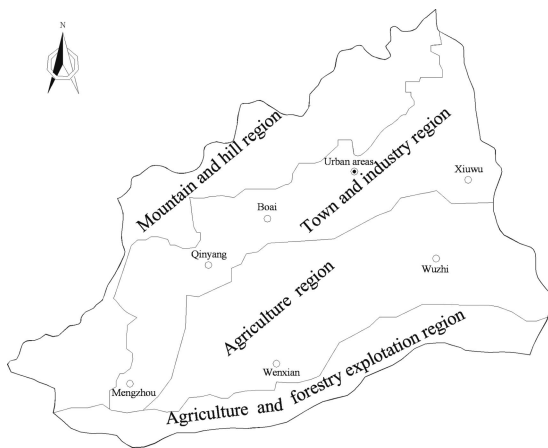 N
Mountain and hill region
Urban areas
Town and industry region
Xiuwu
Boai
Qinyang
Wuzhi
Agriculture region
Wenxian
Mengzhou
Agriculture and forestry explotation region